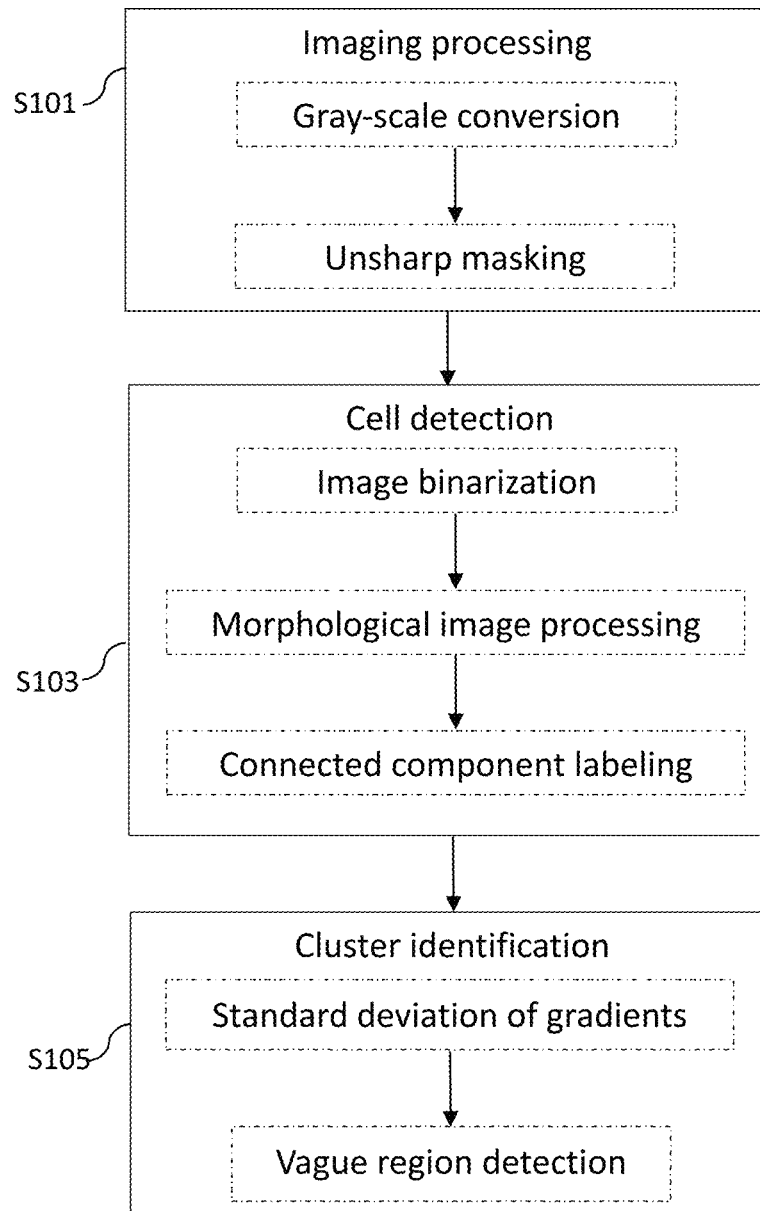 Imaging processing
S101
Gray-scale conversion
Unsharp masking
Cell detection
Image binarization
Morphological image processing
S103
Connected component labeling
Cluster identification
Standard deviation of gradients
S105
Vague region detection